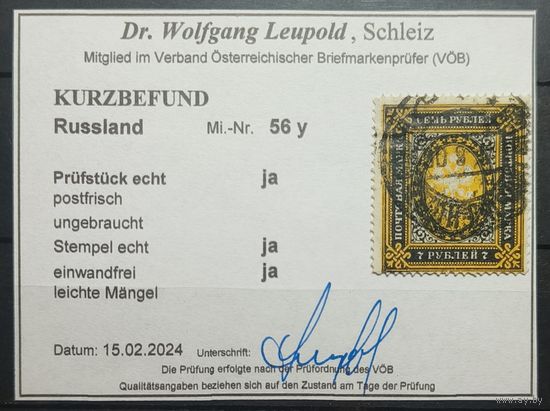 Dr. Wolfgang Leupold, Schleiz
Mitglied im Verband Österreichischer Briefmarkenprüfer (VÖB)
KURZBEFUND
Russland Mi.-Nr. 56 y
Prüfstück echt ja
postfrisch
ungebraucht
Stempel echt ja
einwandfrei ja
leichte Mängel
СЕМЬ РУБЛЕЙ
ПОЧТОВАЯ МАРКА
ПОЧТОВАЯ МАРКА
7 РУБЛЕЙ 7
Datum: 15.02.2024 Unterschrift:
Die Prüfung erfolgte nach der Prüfordnung des VÖB
Qualitätsangaben beziehen sich auf den Zustand am Tage der Prüfung
www.ay.by